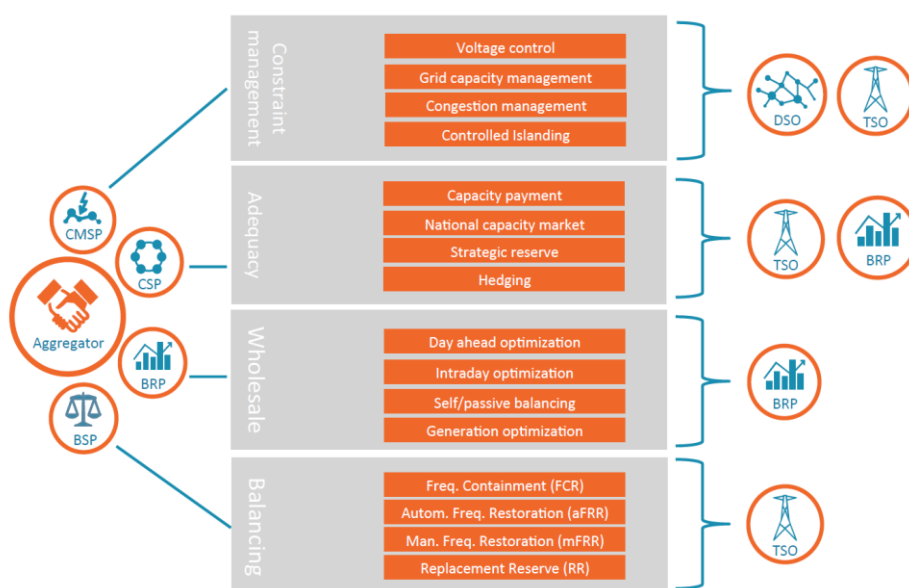 Constraint
management
Voltage control
Grid capacity management
Congestion management
Controlled Islanding
DSO
TSO
Adequacy
Capacity payment
National capacity market
Strategic reserve
Hedging
TSO
BRP
CMSP
CSP
Aggregator
BRP
BSP
Wholesale
Day ahead optimization
Intraday optimization
Self/passive balancing
Generation optimization
BRP
Balancing
Freq. Containment (FCR)
Autom. Freq. Restoration (aFRR)
Man. Freq. Restoration (mFRR)
Replacement Reserve (RR)
TSO